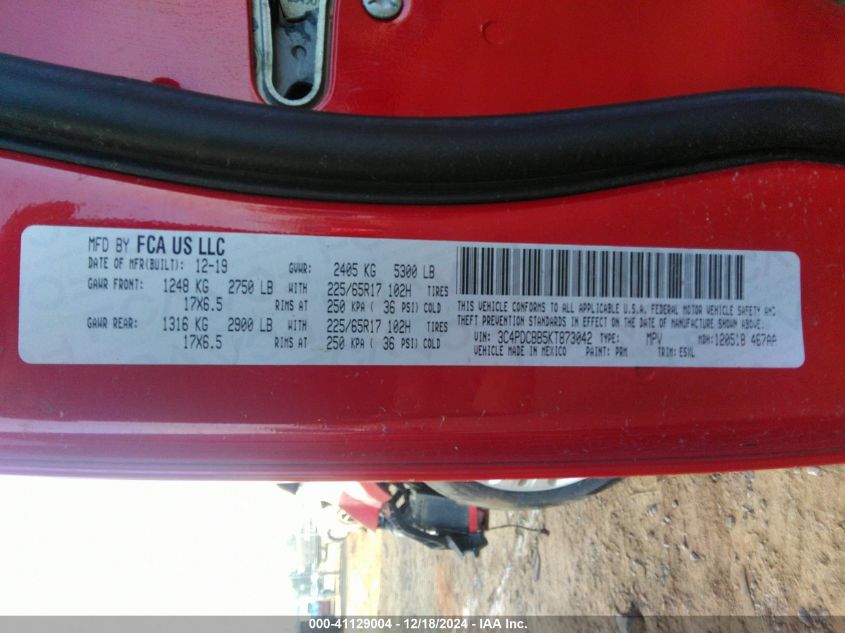 MFD BY FCA US LLC
DATE OF MFR(BUILT): 12-19 GVWR: 2405 KG 5300 LB
GAWR FRONT: 1248 KG 2750 LB WITH 225/65R17 102H TIRES
17X6.5 RIMS AT 250 KPA ( 36 PSI) COLD
GAWR REAR: 1316 KG 2900 LB WITH 225/65R17 102H TIRES
17X6.5 RIMS AT 250 KPA ( 36 PSI) COLD
THIS VEHICLE CONFORMS TO ALL APPLICABLE U.S.A. FEDERAL MOTOR VEHICLE SAFETY AND
THEFT PREVENTION STANDARDS IN EFFECT ON THE DATE OF MANUFACTURE SHOWN ABOVE.
VIN: 3C4PDCBB5KT873042 TYPE: MPV MDH:12051B 467AA
VEHICLE MADE IN MEXICO PAINT: PRM TRIM: ESXL
000-41129004 - 12/18/2024 - IAA Inc.